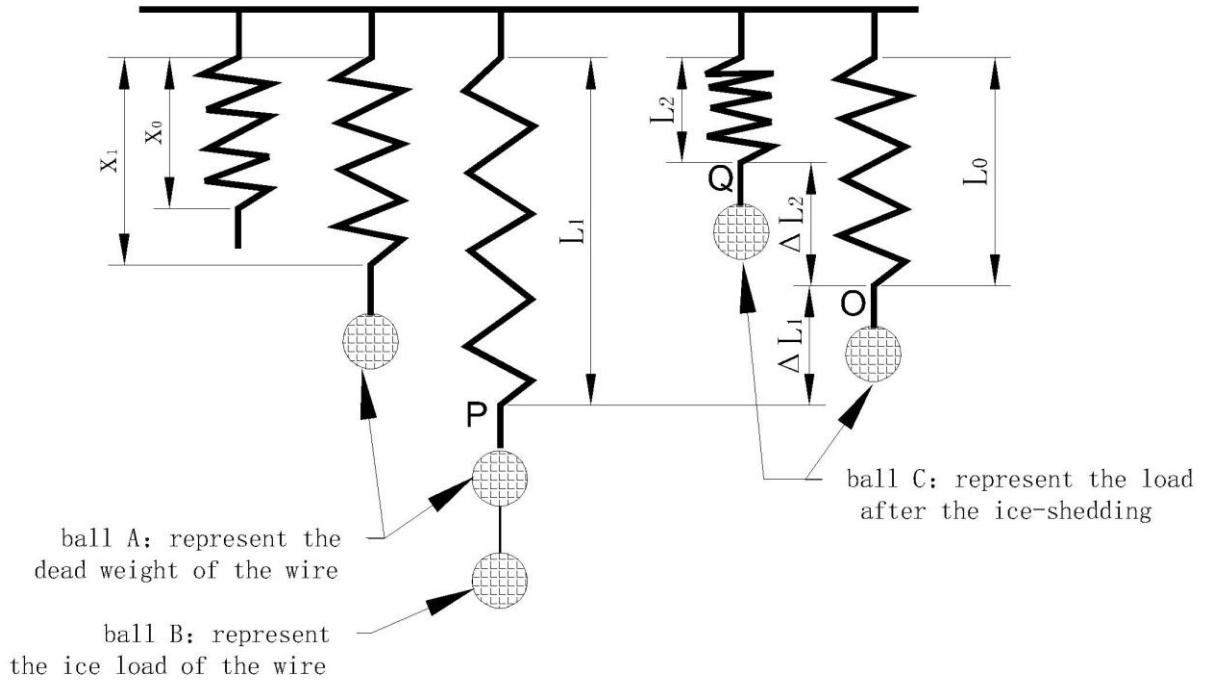 X₁
X₀
L₁
L₂
Q
△L₂
L₀
O
△L₁
P
ball C: represent the load
after the ice-shedding
ball A: represent the
dead weight of the wire
ball B: represent
the ice load of the wire